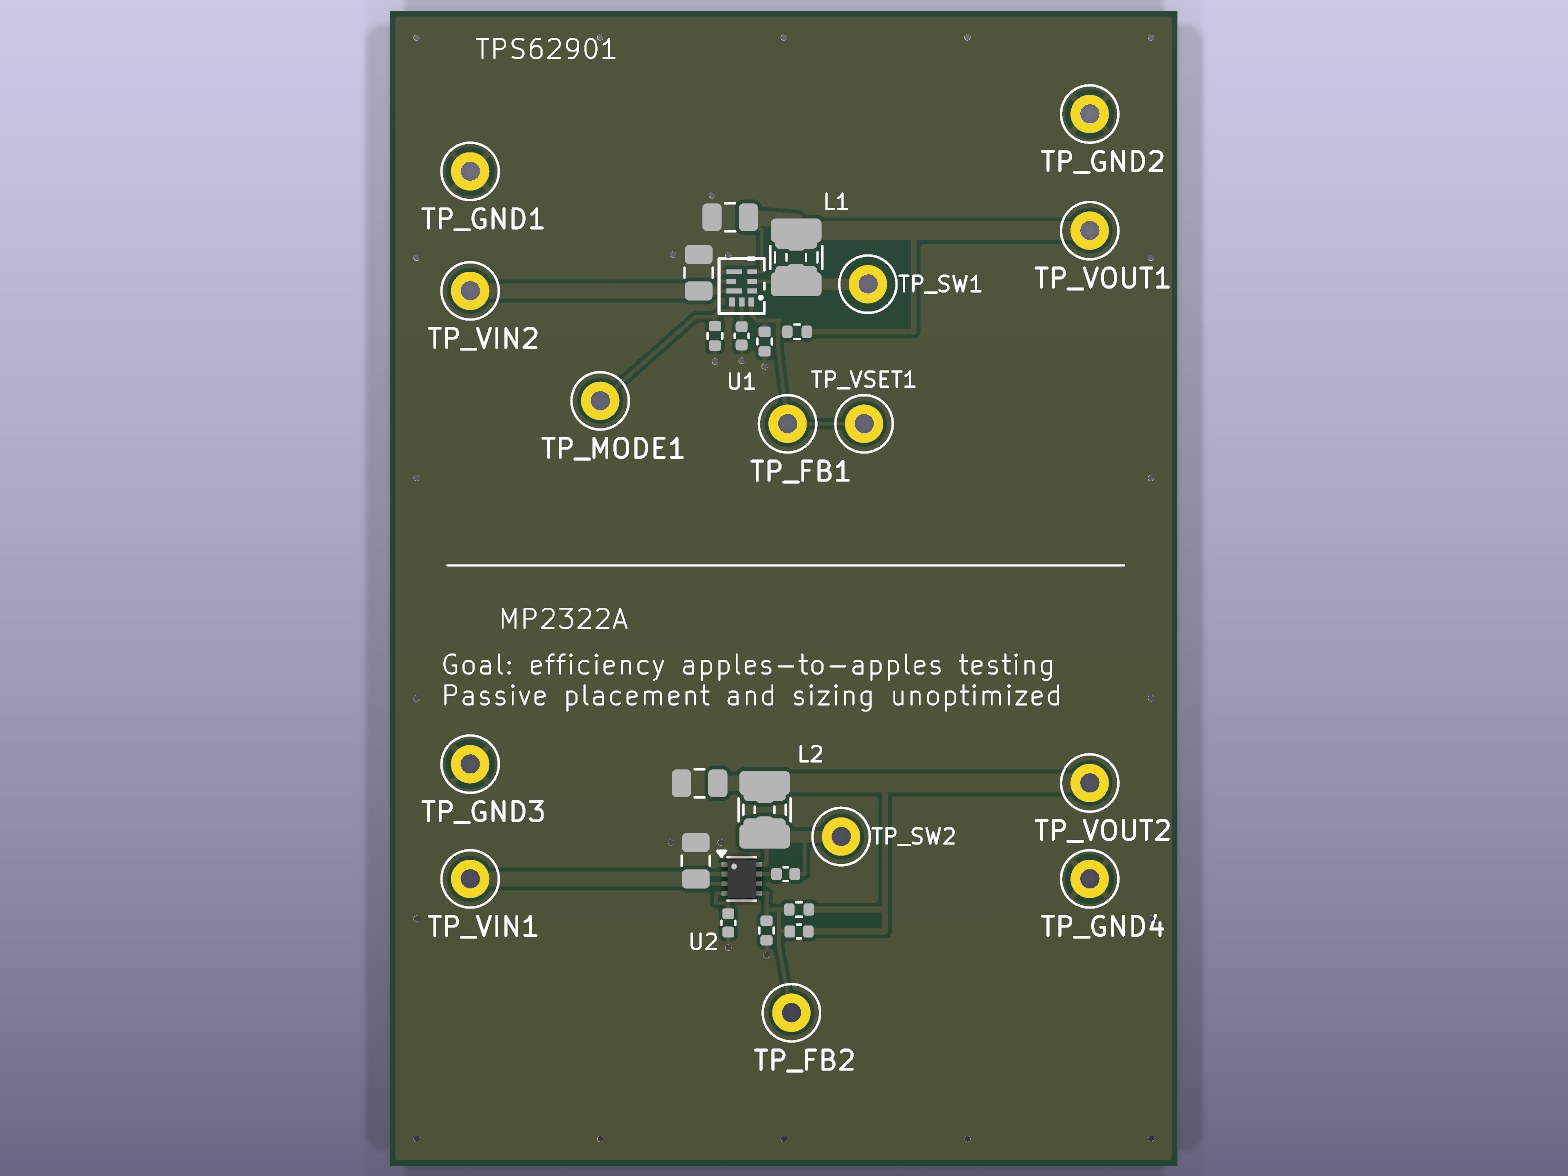 TPS62901
TP_GND2
TP_GND1
L1
TP_VOUT1
TP_SW1
TP_VIN2
U1
TP_VSET1
TP_MODE1
TP_FB1
MP2322A
Goal: efficiency apples-to-apples testing
Passive placement and sizing unoptimized
L2
TP_GND3
TP_VOUT2
TP_SW2
TP_VIN1
U2
TP_GND4
TP_FB2